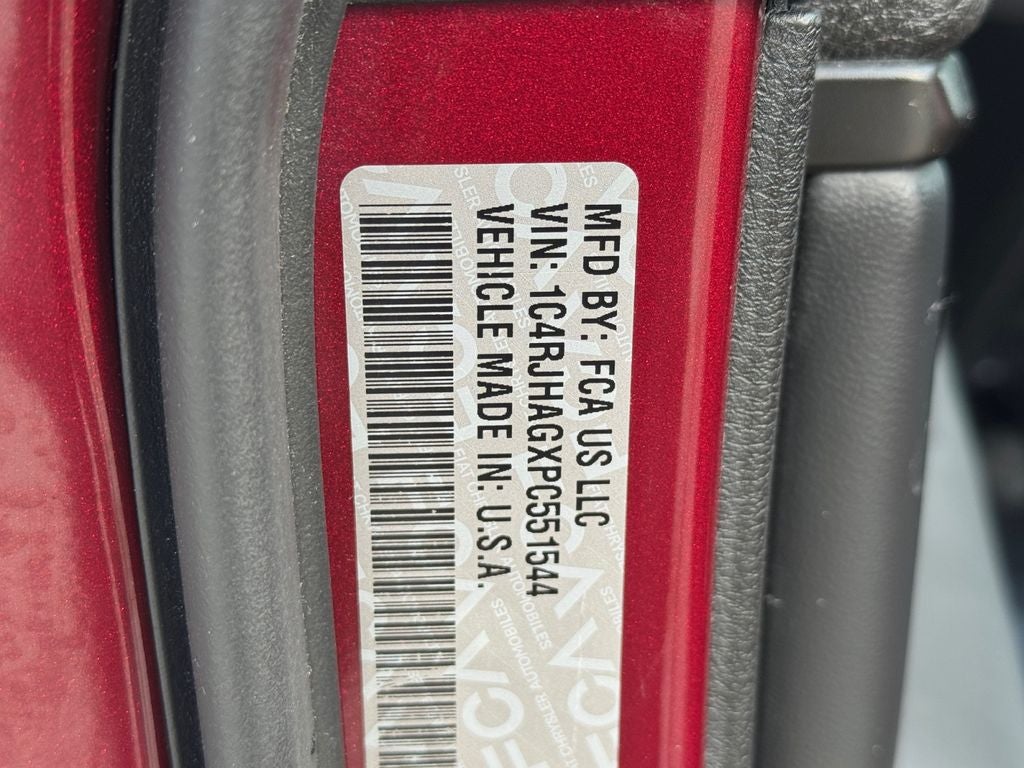 MFD BY: FCA US LLC
VIN: 1C4RJHAGXPC551544
VEHICLE MADE IN: U.S.A.